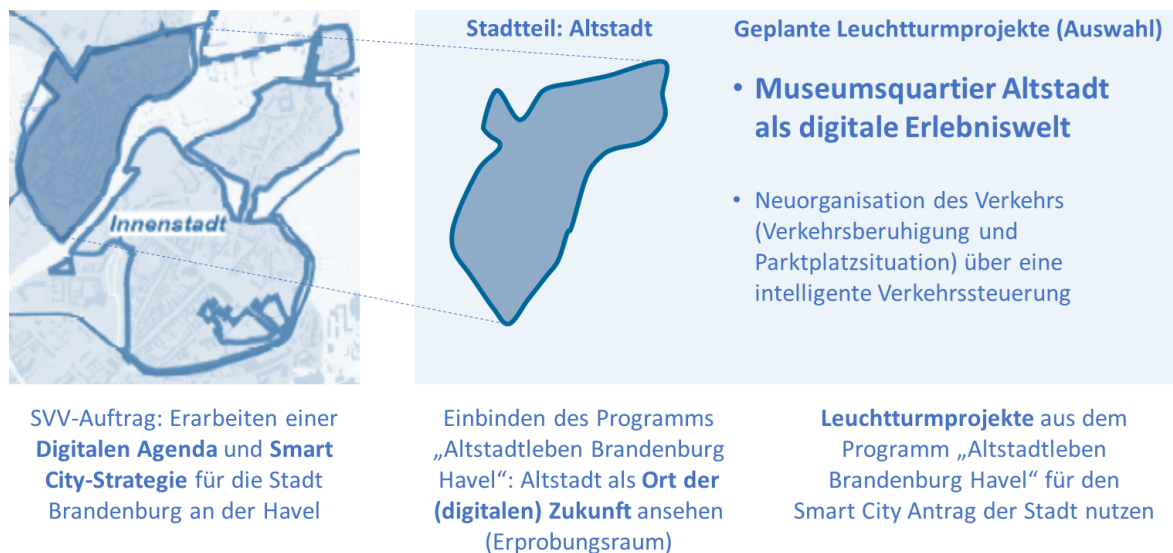 Innenstadt
Stadtteil: Altstadt
Geplante Leuchtturmprojekte (Auswahl)
• Museumsquartier Altstadt
als digitale Erlebniswelt
• Neuorganisation des Verkehrs
(Verkehrsberuhigung und
Parkplatzsituation) über eine
intelligente Verkehrssteuerung
SVV-Auftrag: Erarbeiten einer
Digitalen Agenda und Smart
City-Strategie für die Stadt
Brandenburg an der Havel
Einbinden des Programms
„Altstadtleben Brandenburg
Havel“: Altstadt als Ort der
(digitalen) Zukunft ansehen
(Erprobungsraum)
Leuchtturmprojekte aus dem
Programm „Altstadtleben
Brandenburg Havel“ für den
Smart City Antrag der Stadt nutzen